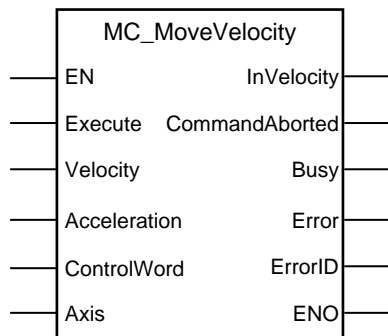 MC_MoveVelocity
EN InVelocity
Execute CommandAborted
Velocity Busy
Acceleration Error
ControlWord ErrorID
Axis ENO